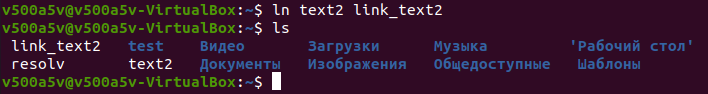 v500a5v@v500a5v-VirtualBox:~$ ln text2 link_text2
v500a5v@v500a5v-VirtualBox:~$ ls
link_text2 test Видео Загрузки Музыка 'Рабочий стол'
resolv text2 Документы Изображения Общедоступные Шаблоны
v500a5v@v500a5v-VirtualBox:~$